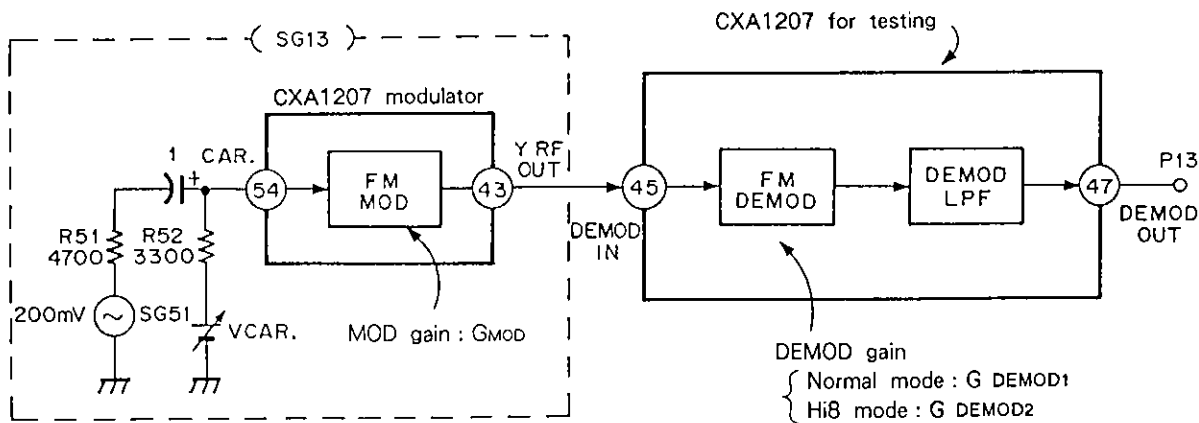 CXA1207 for testing
SG13
CXA1207 modulator
1
CAR.
54
FM
MOD
43
Y RF
OUT
45
DEMOD
IN
FM
DEMOD
DEMOD
LPF
47
P13
DEMOD
OUT
+
R51
4700
R52
3300
200mV
SG51
VCAR.
MOD gain : GMOD
DEMOD gain
Normal mode : G DEMOD1
Hi8 mode : G DEMOD2